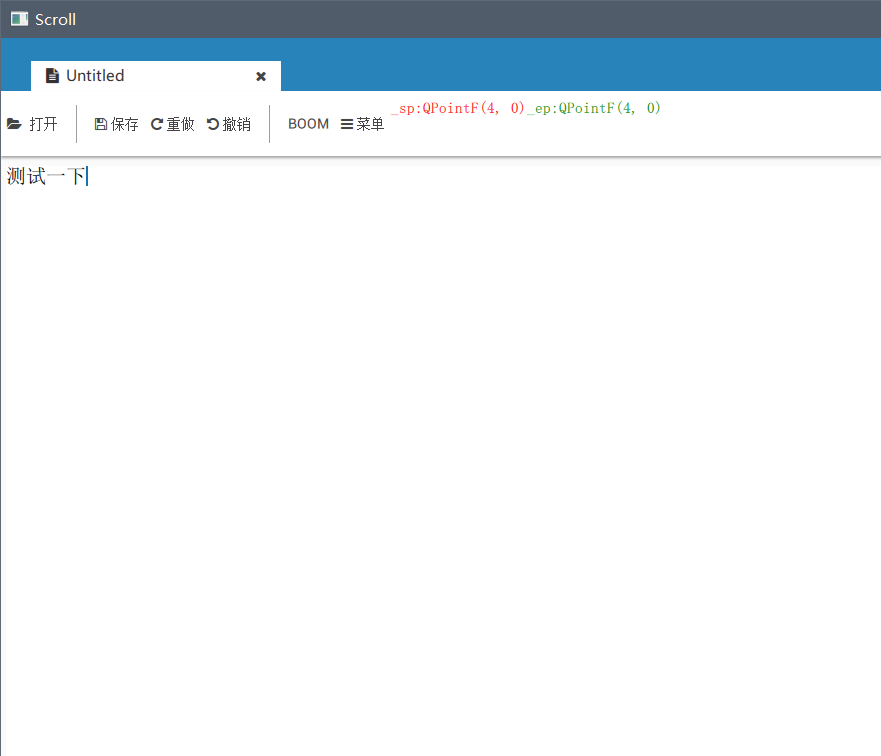 Scroll
Untitled
打开 保存 重做 撤销 BOOM 菜单 _sp:QPointF(4, 0)_ep:QPointF(4, 0)
测试一下